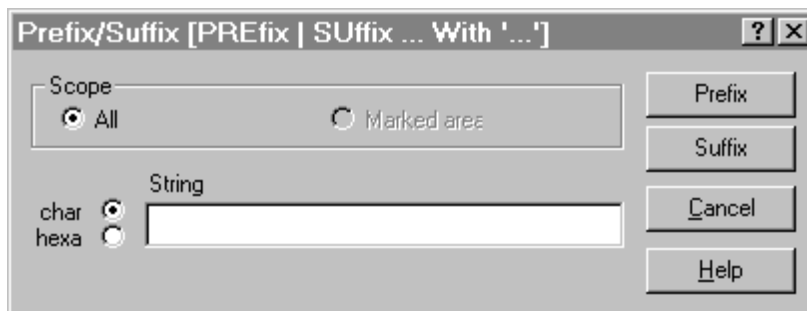 Prefix/Suffix [PREfix | SUffix ... With '...']
Scope
All
Marked area
Prefix
Suffix
String
char
hexa
Cancel
Help